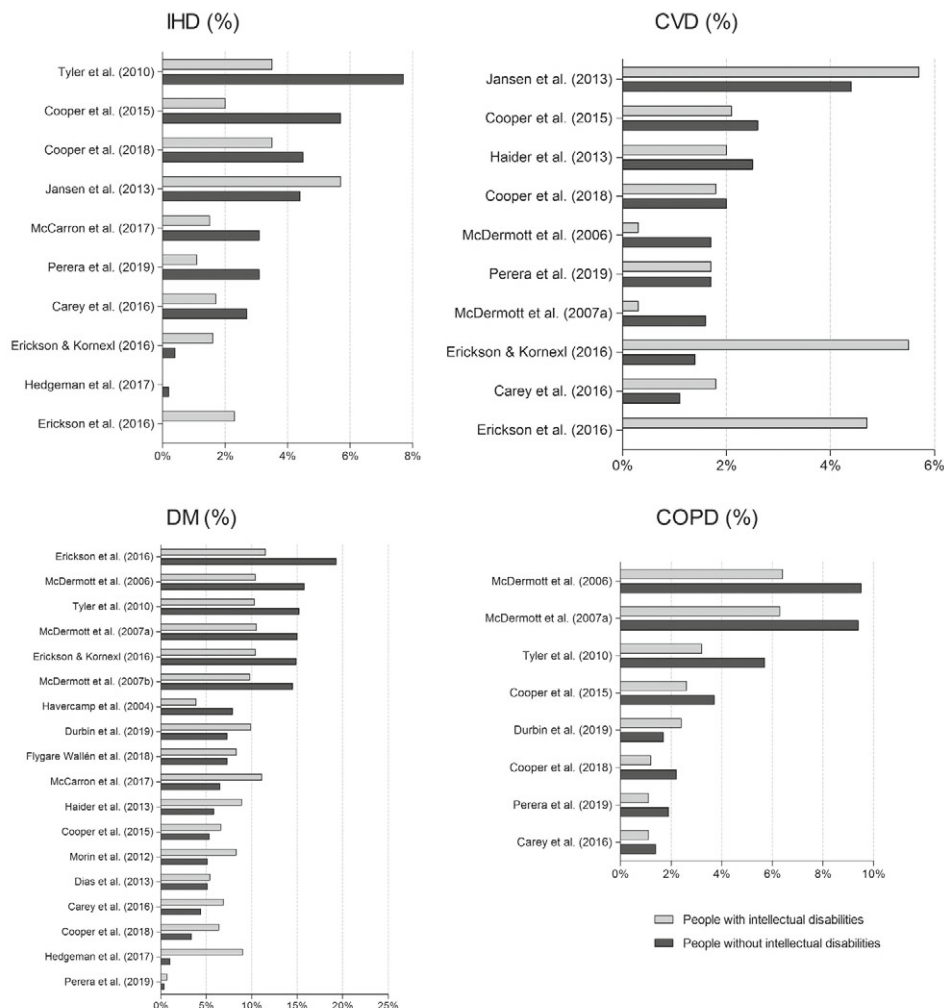 IHD (%)
Tyler et al. (2010)
Cooper et al. (2015)
Cooper et al. (2018)
Jansen et al. (2013)
McCarron et al. (2017)
Perera et al. (2019)
Carey et al. (2016)
Erickson & Kornexl (2016)
Hedgeman et al. (2017)
Erickson et al. (2016)
0% 2% 4% 6% 8%
CVD (%)
Jansen et al. (2013)
Cooper et al. (2015)
Haider et al. (2013)
Cooper et al. (2018)
McDermott et al. (2006)
Perera et al. (2019)
McDermott et al. (2007a)
Erickson & Kornexl (2016)
Carey et al. (2016)
Erickson et al. (2016)
0% 2% 4% 6%
DM (%)
Erickson et al. (2016)
McDermott et al. (2006)
Tyler et al. (2010)
McDermott et al. (2007a)
Erickson & Kornexl (2016)
McDermott et al. (2007b)
Havercamp et al. (2004)
Durbin et al. (2019)
Flygare Wallén et al. (2018)
McCarron et al. (2017)
Haider et al. (2013)
Cooper et al. (2015)
Morin et al. (2012)
Dias et al. (2013)
Carey et al. (2016)
Cooper et al. (2018)
Hedgeman et al. (2017)
Perera et al. (2019)
0% 5% 10% 15% 20% 25%
COPD (%)
McDermott et al. (2006)
McDermott et al. (2007a)
Tyler et al. (2010)
Cooper et al. (2015)
Durbin et al. (2019)
Cooper et al. (2018)
Perera et al. (2019)
Carey et al. (2016)
0% 2% 4% 6% 8% 10%
People with intellectual disabilities
People without intellectual disabilities